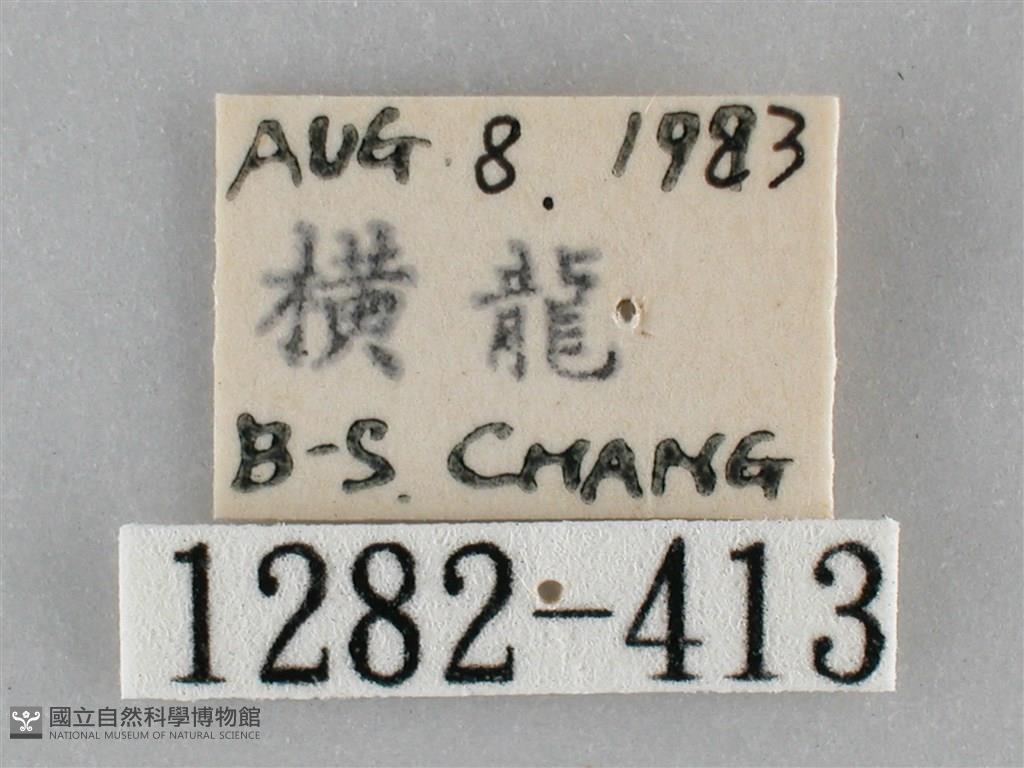 AUG. 8. 1983
橫龍
B-S. CHANG
1282-413
國立自然科學博物館
NATIONAL MUSEUM OF NATURAL SCIENCE